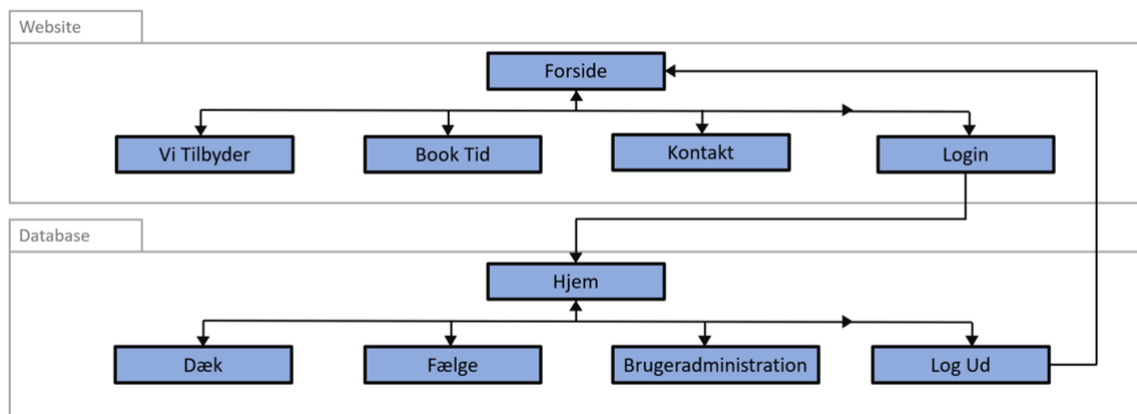 Website
Forside
Vi Tilbyder
Book Tid
Kontakt
Login
Database
Hjem
Dæk
Fælge
Brugeradministration
Log Ud